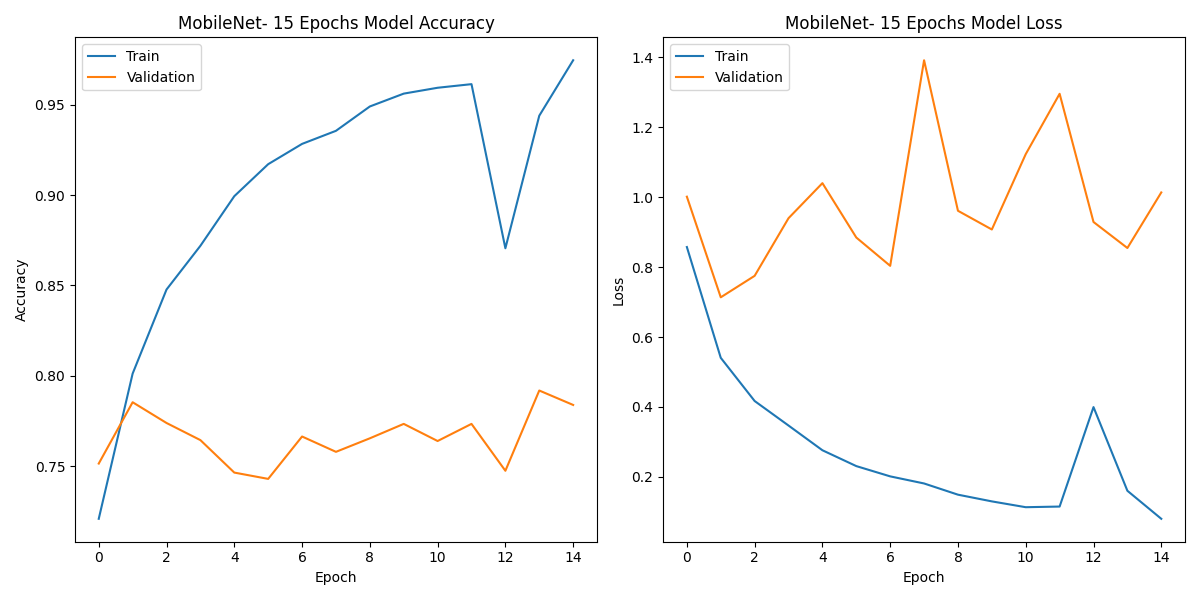 MobileNet- 15 Epochs Model Accuracy
Train
Validation
0.95
0.90
0.85
0.80
0.75
Accuracy
0 2 4 6 8 10 12 14
Epoch
MobileNet- 15 Epochs Model Loss
Train
Validation
1.4
1.2
1.0
0.8
0.6
0.4
0.2
Loss
0 2 4 6 8 10 12 14
Epoch